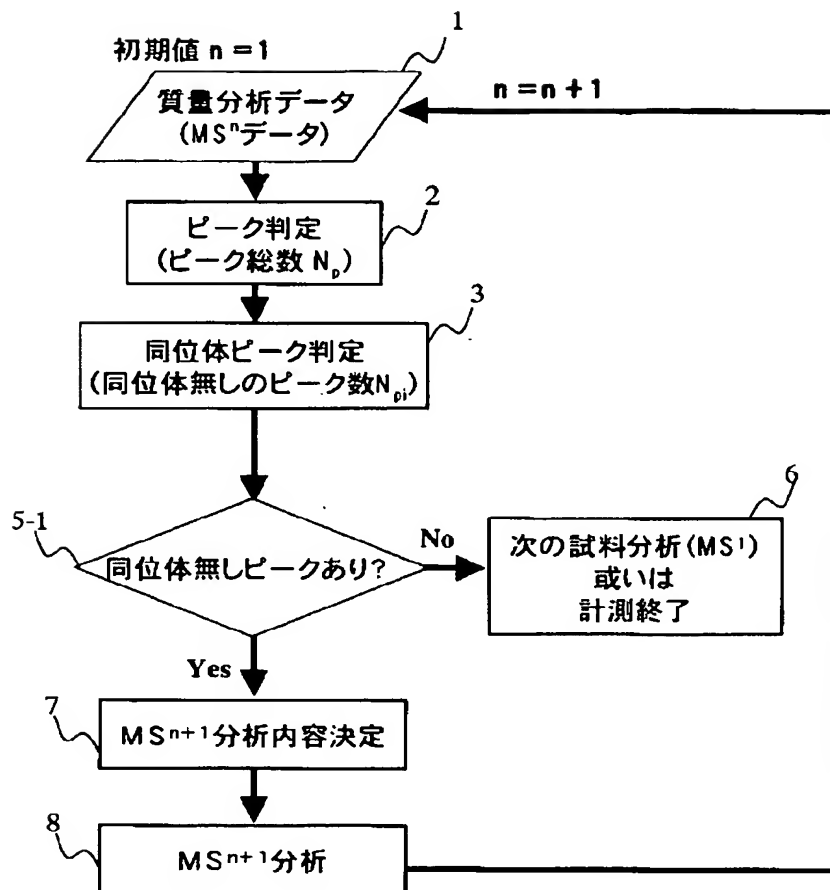 初期値 n = 1
1
質量分析データ
(MSⁿデータ)
n = n + 1
2
ピーク判定
(ピーク総数 Nₚ)
3
同位体ピーク判定
(同位体無しのピーク数Nₚᵢ)
5-1
同位体無しピークあり?
No
6
次の試料分析(MS¹)
或いは
計測終了
Yes
7
MSⁿ⁺¹分析内容決定
8
MSⁿ⁺¹分析